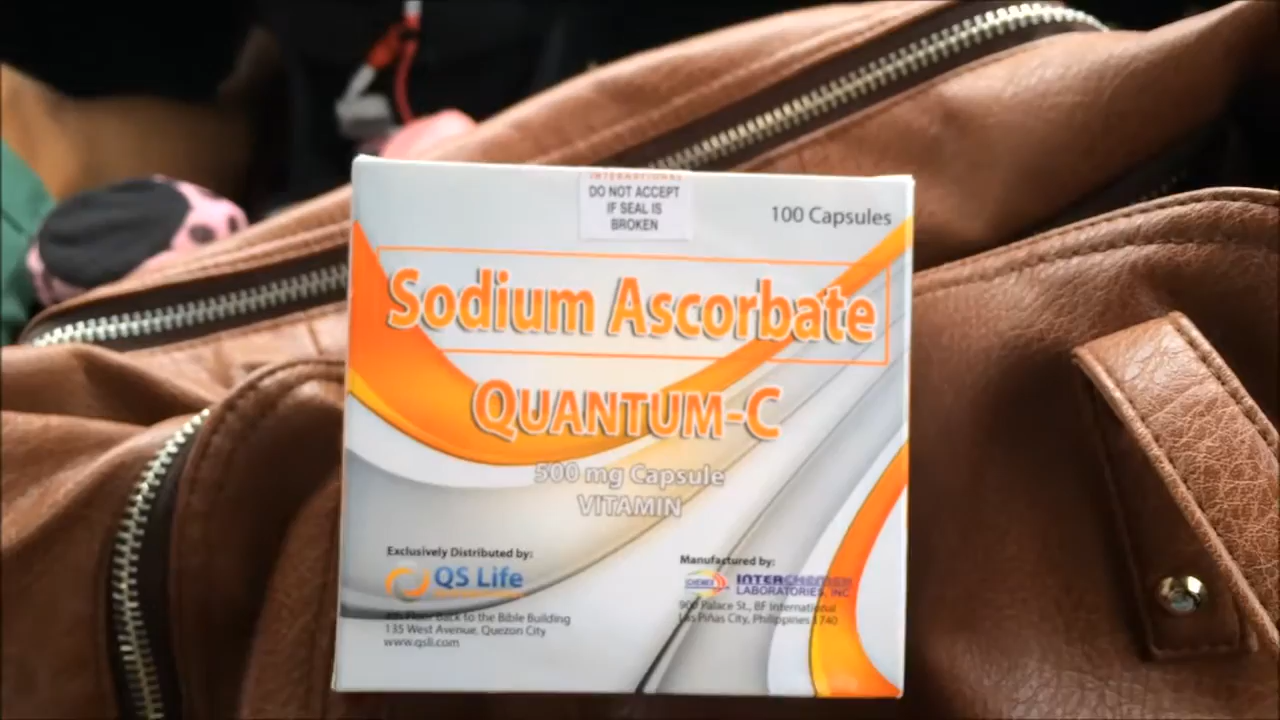 DO NOT ACCEPT
IF SEAL IS
BROKEN
100 Capsules
Sodium Ascorbate
QUANTUM-C
500 mg Capsule
VITAMIN
Exclusively Distributed by:
QS Life
Floor Back to the Bible Building
135 West Avenue, Quezon City
www.qsli.com
Manufactured by:
INTERCHEMEX
LABORATORIES, INC
900 Palace St., BF International
Las Piñas City, Philippines 1740